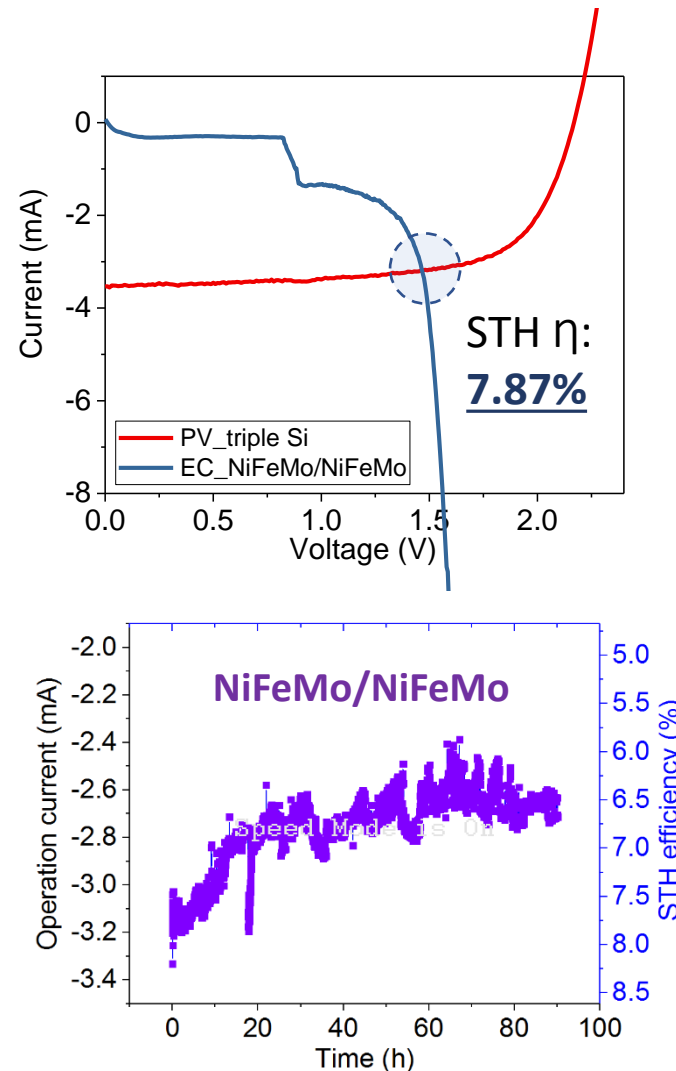 0
-2
-4
-6
-8
Current (mA)
STH η:
7.87%
PV_triple Si
EC_NiFeMo/NiFeMo
0.0 0.5 1.0 1.5 2.0
Voltage (V)
-2.0
-2.2
-2.4
-2.6
-2.8
-3.0
-3.2
-3.4
Operation current (mA)
NiFeMo/NiFeMo
Speed Mode is On
5.0
5.5
6.0
6.5
7.0
7.5
8.0
8.5
STH efficiency (%)
0 20 40 60 80 100
Time (h)